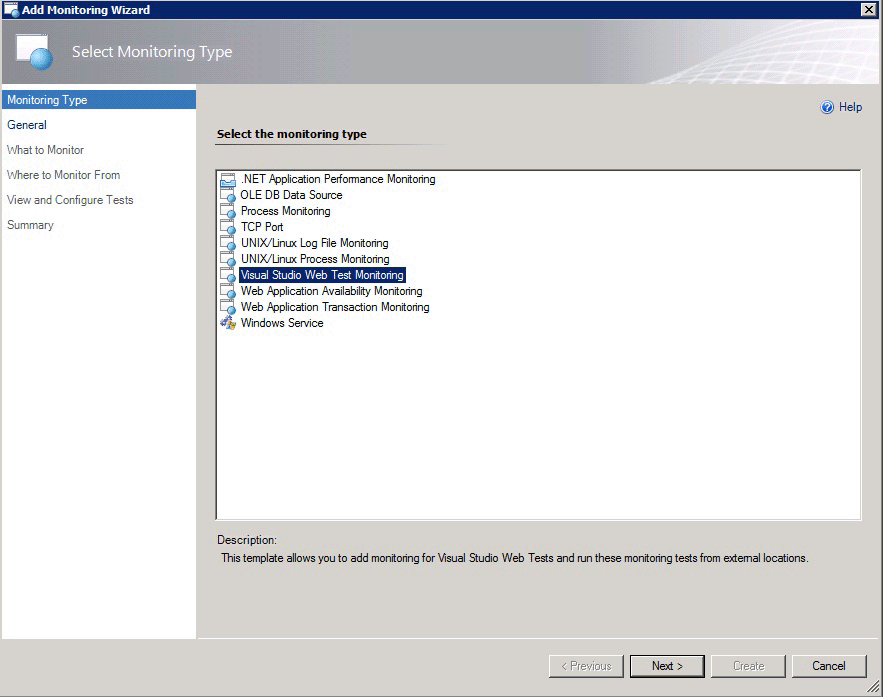 Add Monitoring Wizard
Select Monitoring Type
Monitoring Type
General
What to Monitor
Where to Monitor From
View and Configure Tests
Summary
Help
Select the monitoring type
.NET Application Performance Monitoring
OLE DB Data Source
Process Monitoring
TCP Port
UNIX/Linux Log File Monitoring
UNIX/Linux Process Monitoring
Visual Studio Web Test Monitoring
Web Application Availability Monitoring
Web Application Transaction Monitoring
Windows Service
Description:
This template allows you to add monitoring for Visual Studio Web Tests and run these monitoring tests from external locations.
< Previous
Next >
Create
Cancel